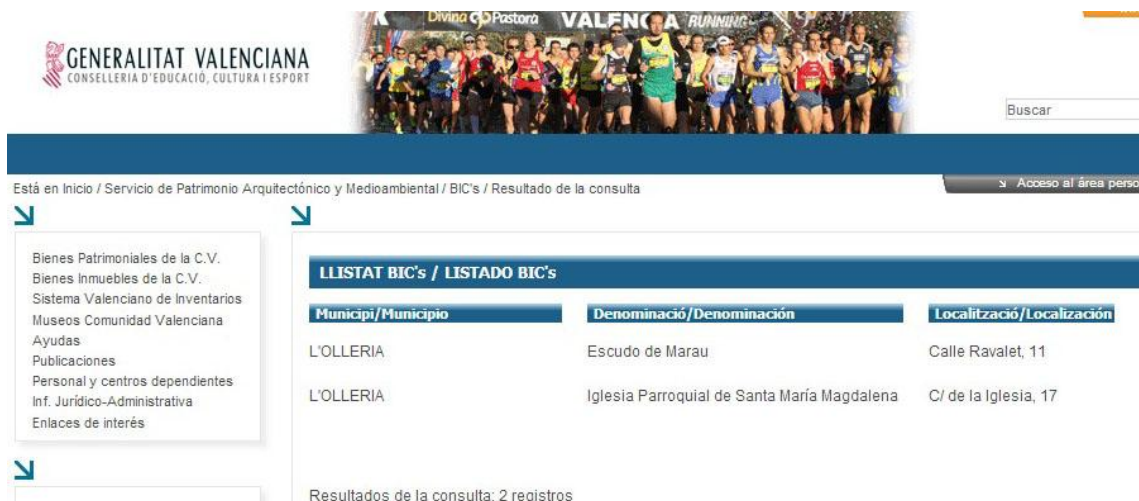 Divina Pastora VALENCIA RUNNING
GENERALITAT VALENCIANA
CONSELLERIA D'EDUCACIÓ, CULTURA I ESPORT
Buscar
Está en Inicio / Servicio de Patrimonio Arquitectónico y Medioambiental / BIC's / Resultado de la consulta
Acceso al área perso
Bienes Patrimoniales de la C.V.
Bienes Inmuebles de la C.V.
Sistema Valenciano de Inventarios
Museos Comunidad Valenciana
Ayudas
Publicaciones
Personal y centros dependientes
Inf. Jurídico-Administrativa
Enlaces de interés
LLISTAT BIC's / LISTADO BIC's
Municipi/Municipio Denominació/Denominación Localització/Localización
L'OLLERIA Escudo de Marau Calle Ravalet, 11
L'OLLERIA Iglesia Parroquial de Santa María Magdalena C/ de la Iglesia, 17
Resultados de la consulta: 2 registros